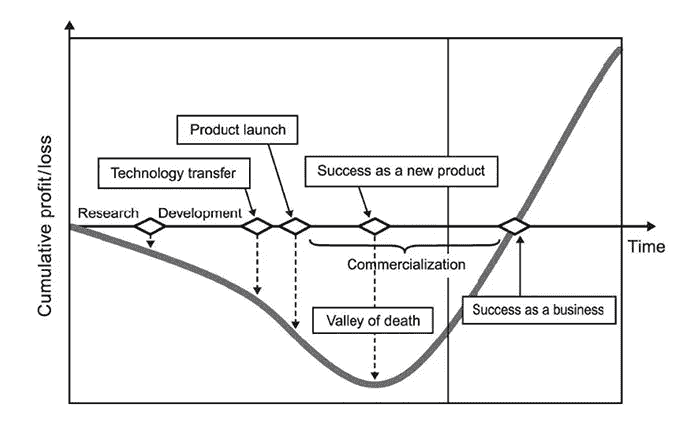 Cumulative profit/loss
Product launch
Technology transfer
Success as a new product
Research
Development
Time
Commercialization
Valley of death
Success as a business